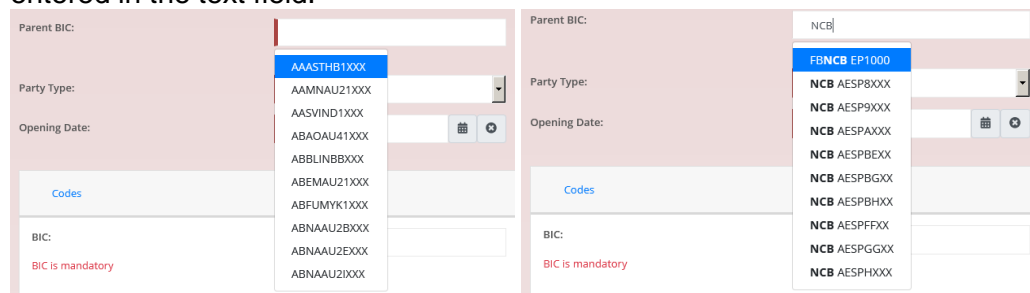 entered in the text field.
Parent BIC:
AAASTHB1XXX
AAMNAU21XXX
Party Type:
AASVIND1XXX
Opening Date:
ABAOAU41XXX
ABBLINBBXXX
ABEMAU21XXX
Codes
ABFUMYK1XXX
ABNAAU2BXXX
BIC:
ABNAAU2EXXX
BIC is mandatory
ABNAAU2IXXX
Parent BIC:
NCB
FBNCB EP1000
Party Type:
NCB AESP8XXX
NCB AESP9XXX
Opening Date:
NCB AESPAXXX
NCB AESPBEXX
NCB AESPBGXX
Codes
NCB AESPBHXX
NCB AESPFFXX
BIC:
NCB AESPGGXX
BIC is mandatory
NCB AESPHXXX